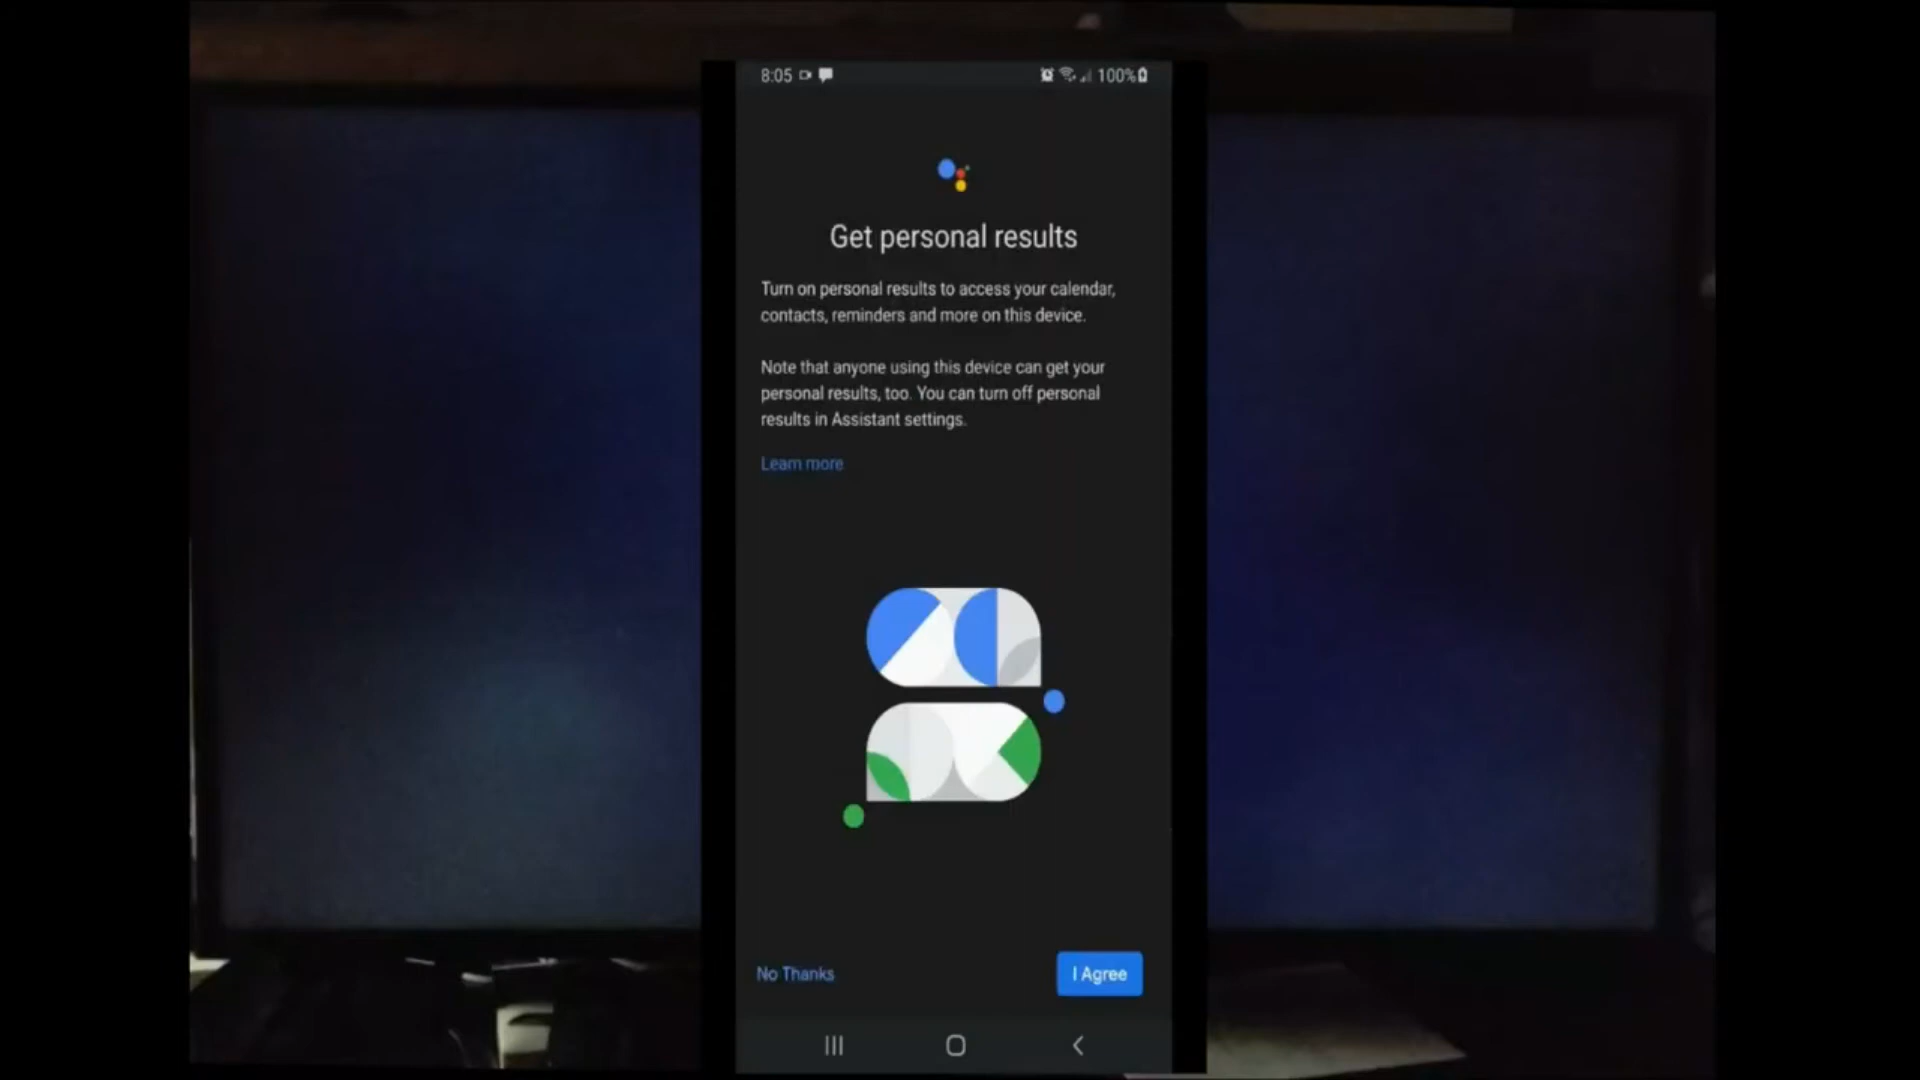 8:05 100%
Get personal results
Turn on personal results to access your calendar,
contacts, reminders and more on this device.
Note that anyone using this device can get your
personal results, too. You can turn off personal
results in Assistant settings.
Learn more
No Thanks I Agree